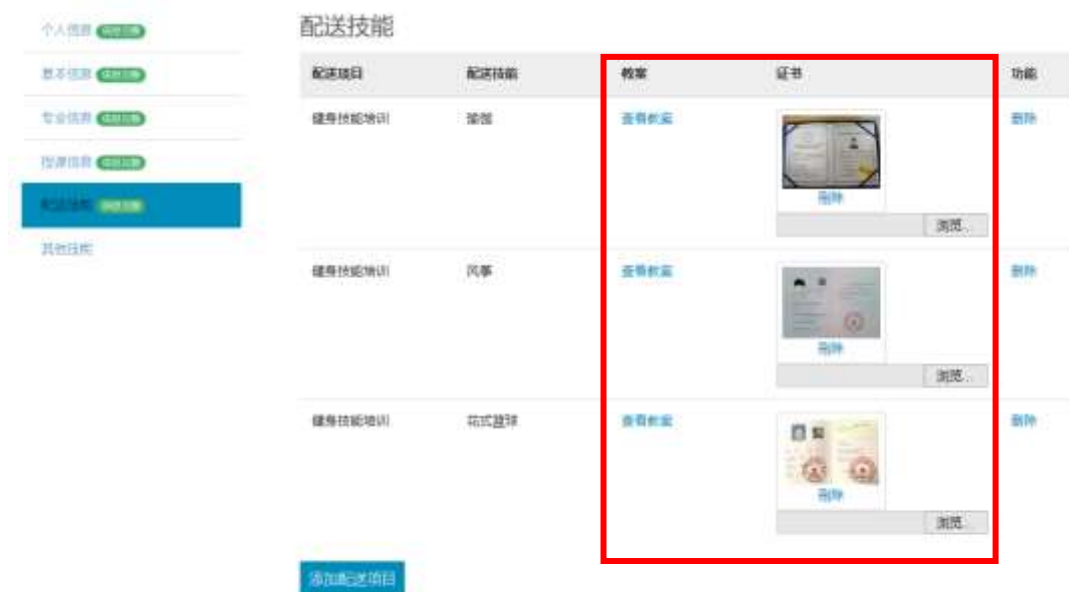 个人信息
配送技能
基本信息
配送项目 配送技能 教案 证书 功能
专业信息
健身技能培训 瑜伽 查看教案 删除
授课信息
删除
配送技能
浏览...
其他技能
健身技能培训 风筝 查看教案 删除
删除
浏览...
健身技能培训 花式篮球 查看教案 删除
删除
浏览...
添加配送项目